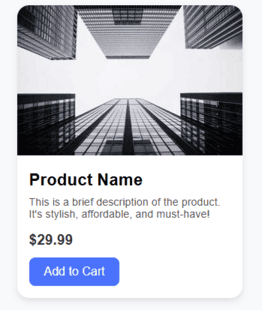 Product Name
This is a brief description of the product.
It's stylish, affordable, and must-have!
$29.99
Add to Cart